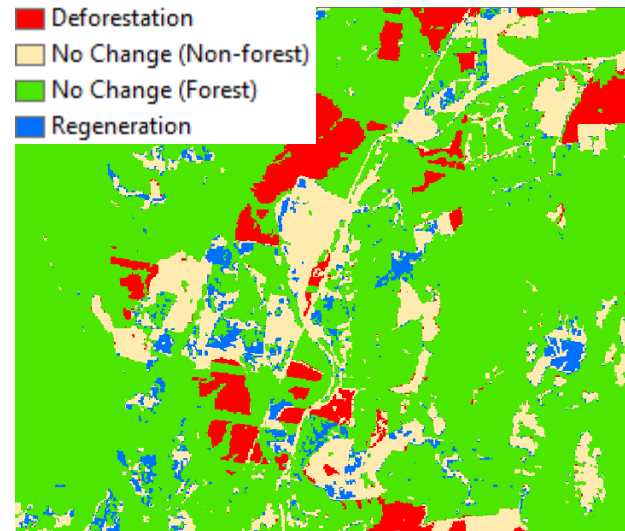 Deforestation
No Change (Non-forest)
No Change (Forest)
Regeneration